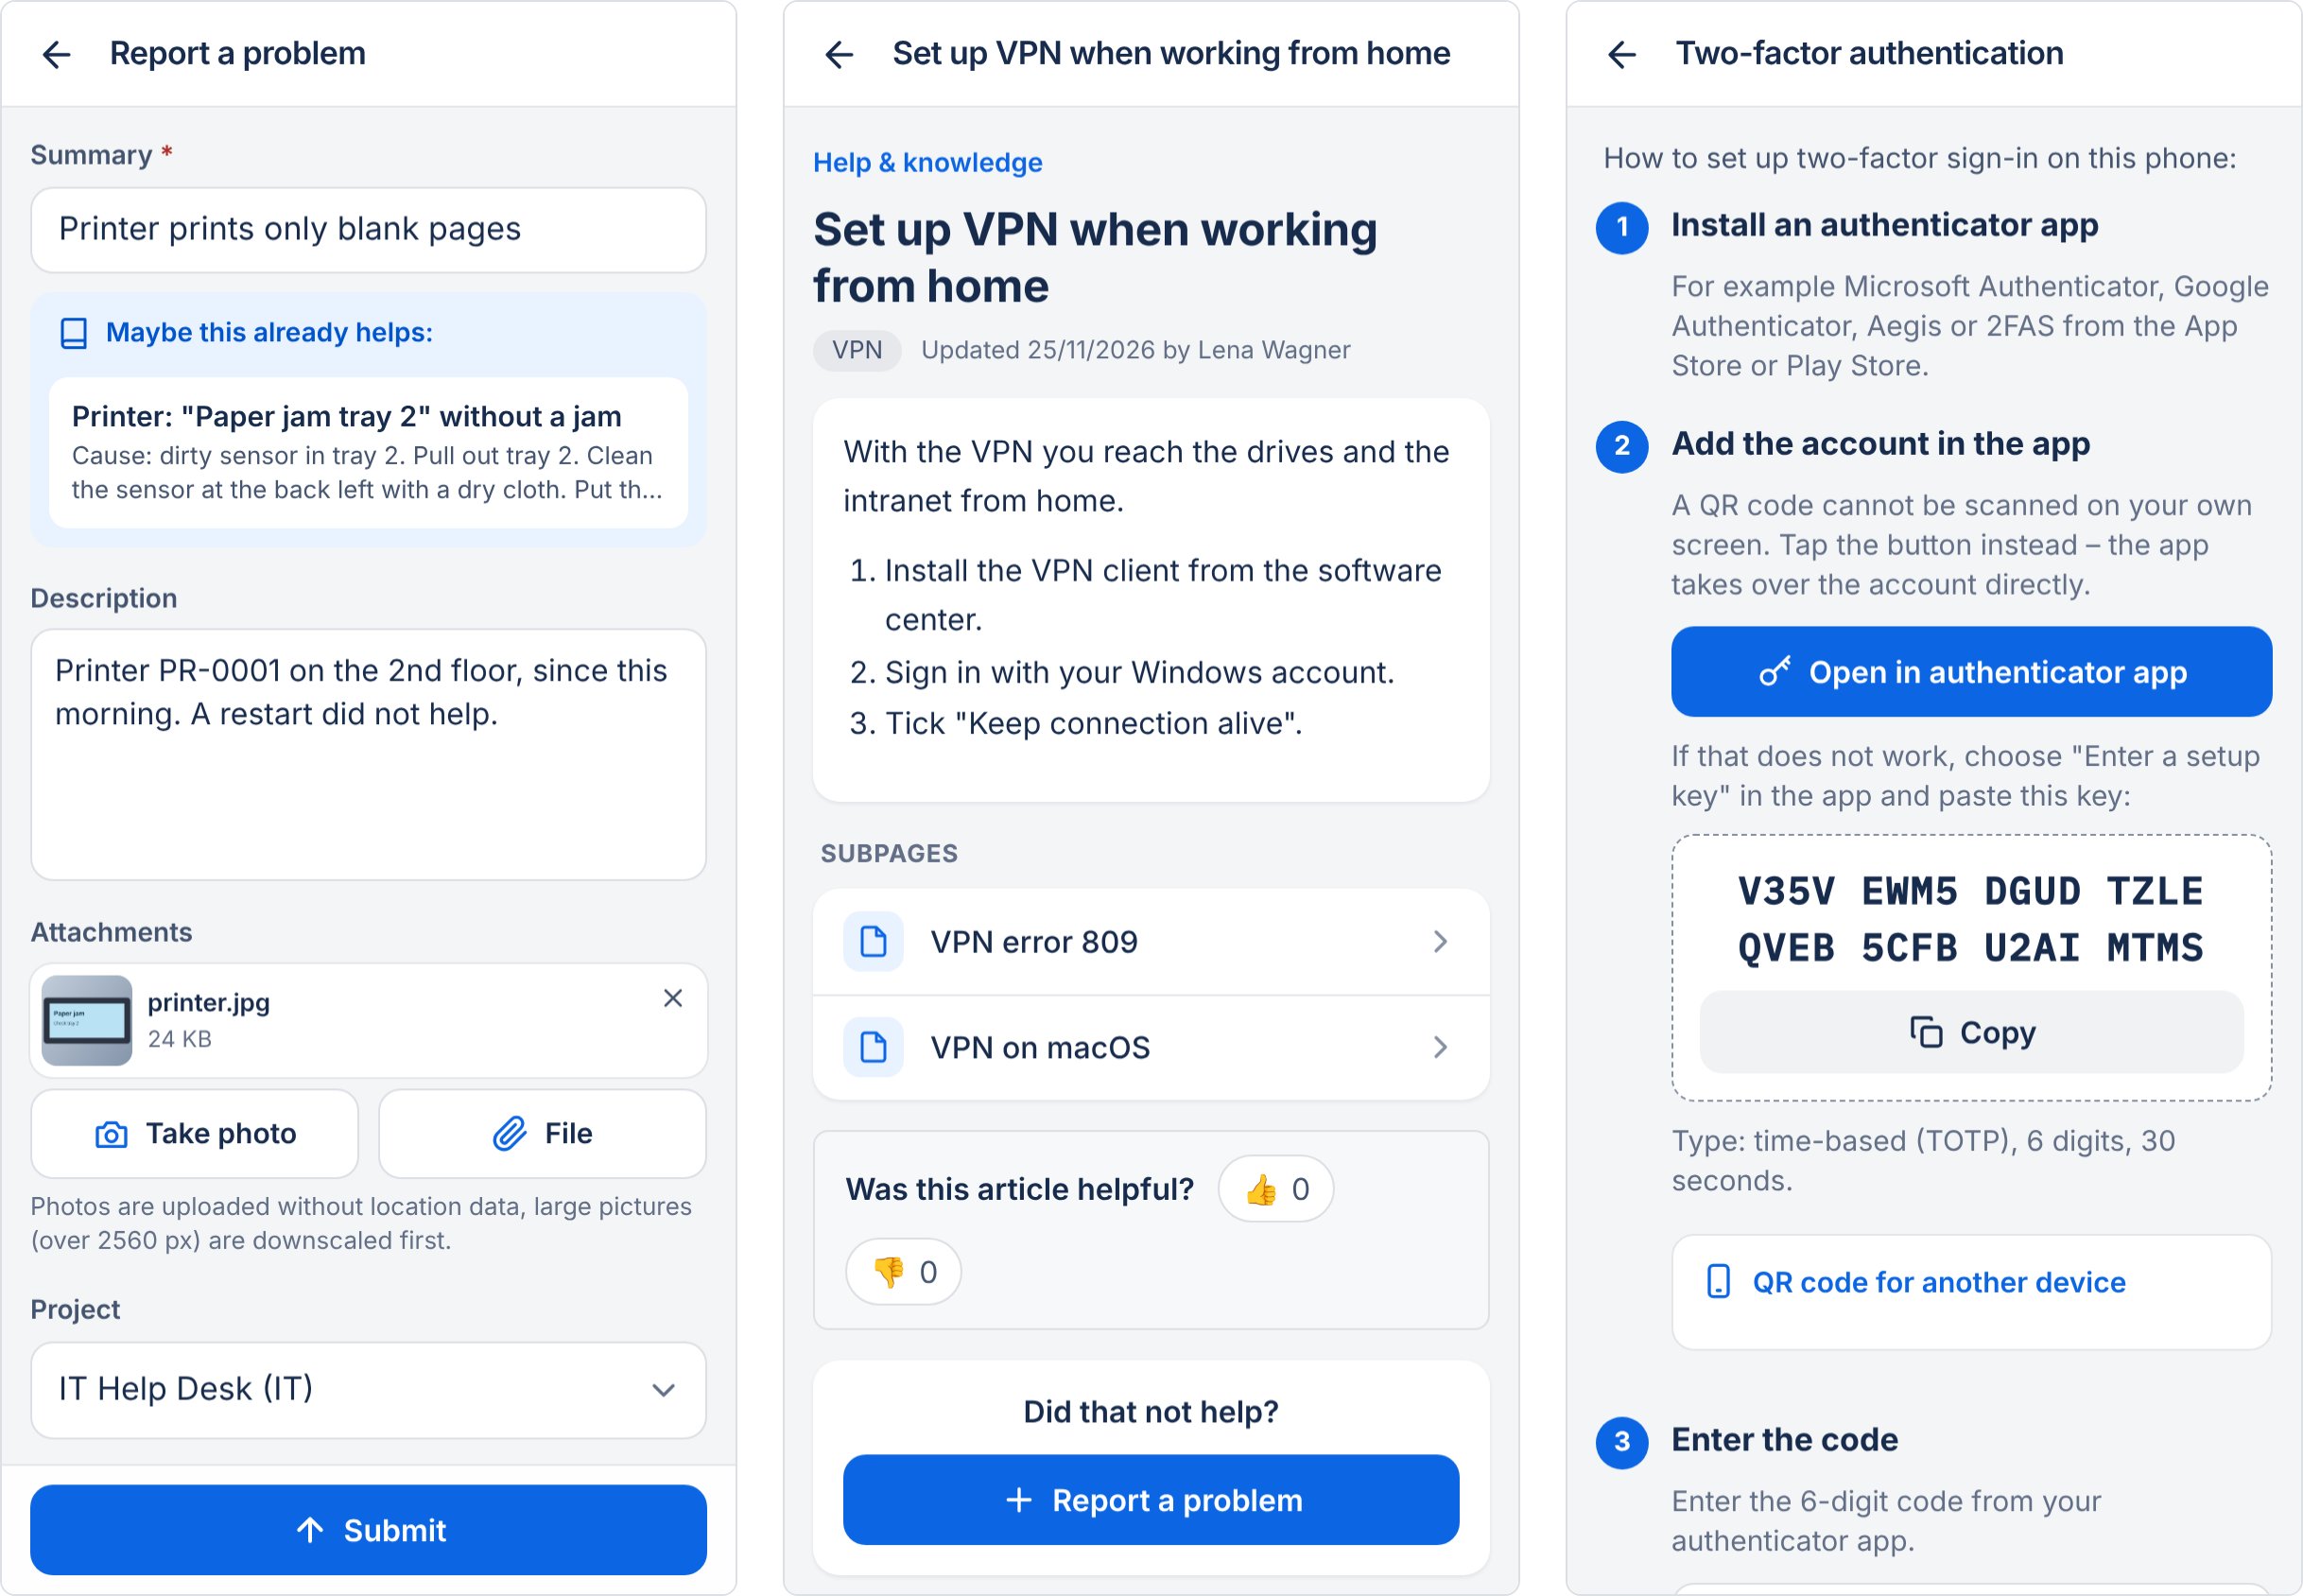 Report a problem
Summary *
Printer prints only blank pages
Maybe this already helps:
Printer: "Paper jam tray 2" without a jam
Cause: dirty sensor in tray 2. Pull out tray 2. Clean
the sensor at the back left with a dry cloth. Put th...
Description
Printer PR-0001 on the 2nd floor, since this
morning. A restart did not help.
Attachments
Paper jam
printer.jpg
24 KB
Take photo
File
Photos are uploaded without location data, large pictures
(over 2560 px) are downscaled first.
Project
IT Help Desk (IT)
Submit
Set up VPN when working from home
Help & knowledge
Set up VPN when working
from home
VPN
Updated 25/11/2026 by Lena Wagner
With the VPN you reach the drives and the
intranet from home.
1. Install the VPN client from the software
center.
2. Sign in with your Windows account.
3. Tick "Keep connection alive".
SUBPAGES
VPN error 809
VPN on macOS
Was this article helpful?
👍 0
👎 0
Did that not help?
Report a problem
Two-factor authentication
How to set up two-factor sign-in on this phone:
1 Install an authenticator app
For example Microsoft Authenticator, Google
Authenticator, Aegis or 2FAS from the App
Store or Play Store.
2 Add the account in the app
A QR code cannot be scanned on your own
screen. Tap the button instead – the app
takes over the account directly.
Open in authenticator app
If that does not work, choose "Enter a setup
key" in the app and paste this key:
V35V EWM5 DGUD TZLE
QVEB 5CFB U2AI MTMS
Copy
Type: time-based (TOTP), 6 digits, 30
seconds.
QR code for another device
3 Enter the code
Enter the 6-digit code from your
authenticator app.